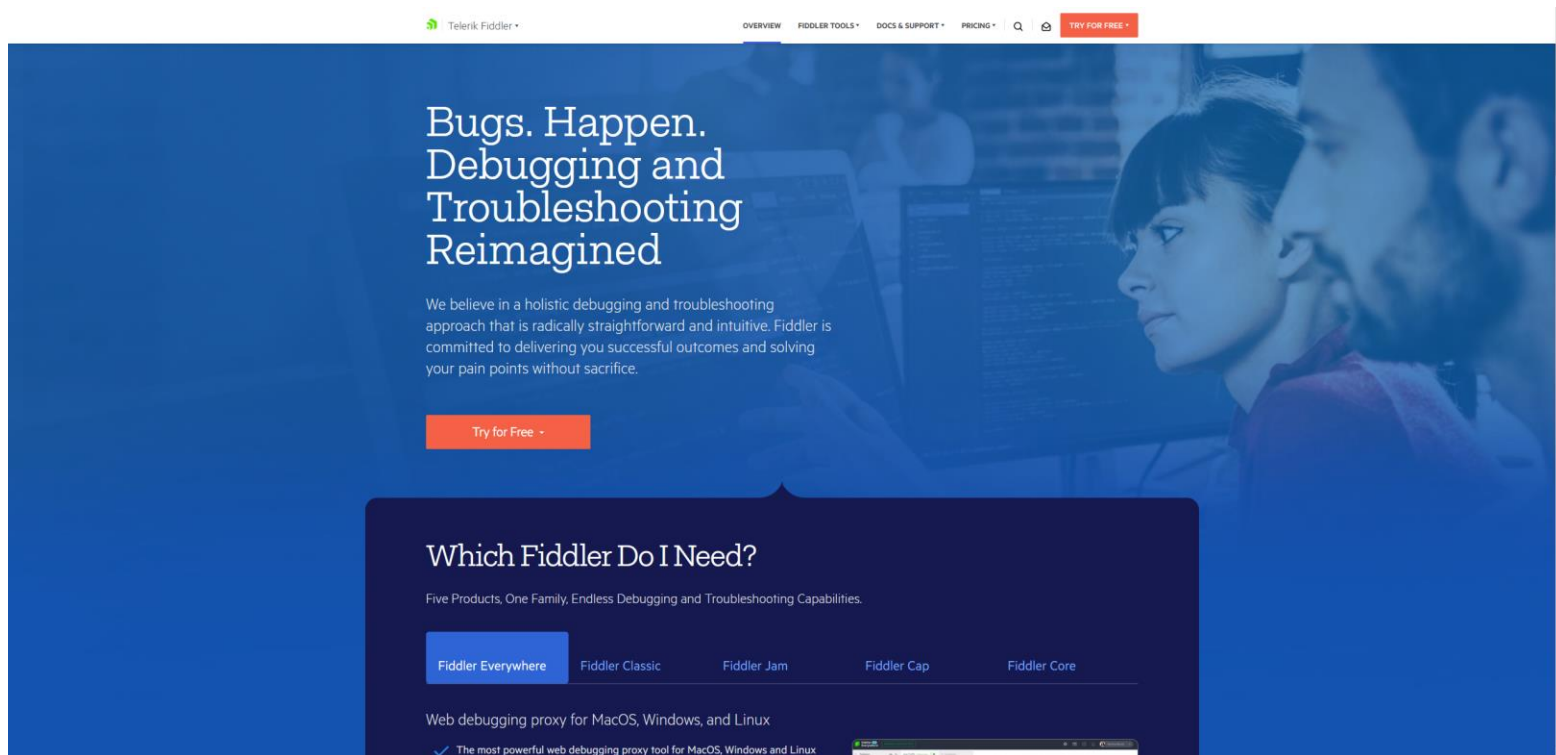 Telerik Fiddler
OVERVIEW FIDDLER TOOLS DOCS & SUPPORT PRICING TRY FOR FREE
Bugs. Happen.
Debugging and
Troubleshooting
Reimagined
We believe in a holistic debugging and troubleshooting
approach that is radically straightforward and intuitive. Fiddler is
committed to delivering you successful outcomes and solving
your pain points without sacrifice.
Try for Free
Which Fiddler Do I Need?
Five Products, One Family, Endless Debugging and Troubleshooting Capabilities.
Fiddler Everywhere Fiddler Classic Fiddler Jam Fiddler Cap Fiddler Core
Web debugging proxy for MacOS, Windows, and Linux
The most powerful web debugging proxy tool for MacOS, Windows and Linux